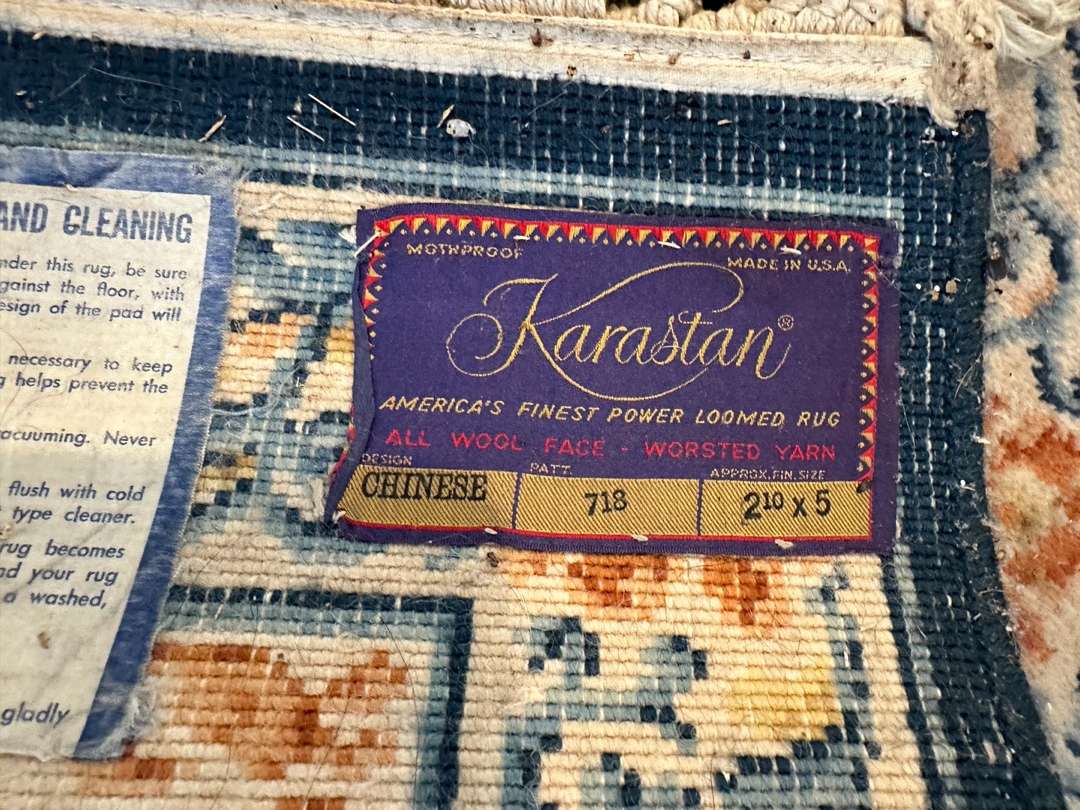 AND CLEANING
nder this rug, be sure
gainst the floor, with
esign of the pad will
necessary to keep
g helps prevent the
acuuming. Never
flush with cold
type cleaner.
rug becomes
nd your rug
a washed,
gladly
MOTHPROOF
MADE IN U.S.A.
Karastan®
AMERICA'S FINEST POWER LOOMED RUG
ALL WOOL FACE - WORSTED YARN
DESIGN PATT. APPROX. FIN. SIZE
CHINESE 718 2¹⁰ x 5